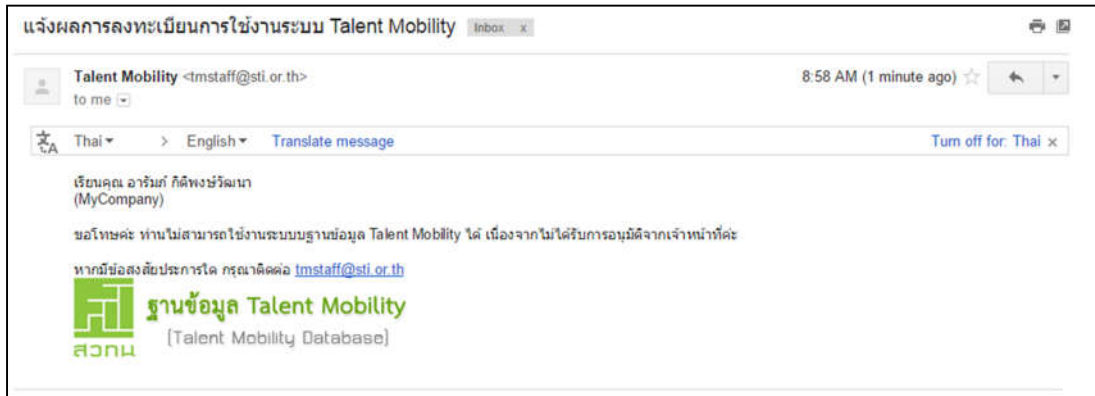 แจ้งผลการลงทะเบียนการใช้งานระบบ Talent Mobility Inbox x
Talent Mobility <tmstaff@sti.or.th> 8:58 AM (1 minute ago)
to me
Thai > English Translate message Turn off for: Thai x
เรียนคุณ อารัมภ์ กิติพงษ์วัฒนา
(MyCompany)
ขอโทษค่ะ ท่านไม่สามารถใช้งานระบบบฐานข้อมูล Talent Mobility ได้ เนื่องจากไม่ได้รับการอนุมัติจากเจ้าหน้าที่ค่ะ
หากมีข้อสงสัยประการใด กรุณาติดต่อ tmstaff@sti.or.th
ฐานข้อมูล Talent Mobility
(Talent Mobility Database)
สวทน